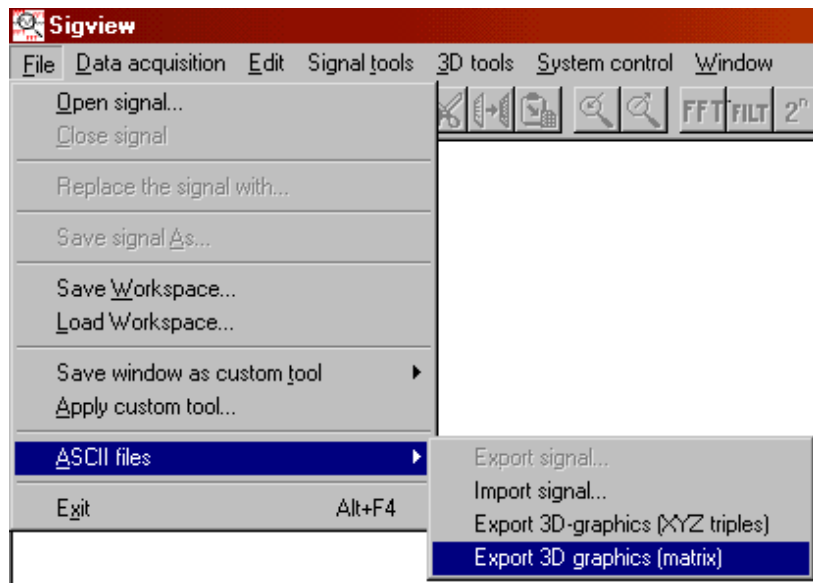 Sigview
File Data acquisition Edit Signal tools 3D tools System control Window
FFT FILT 2ⁿ
Open signal...
Close signal
Replace the signal with...
Save signal As...
Save Workspace...
Load Workspace...
Save window as custom tool
Apply custom tool...
ASCII files
Exit Alt+F4
Export signal...
Import signal...
Export 3D-graphics (XYZ triples)
Export 3D graphics (matrix)